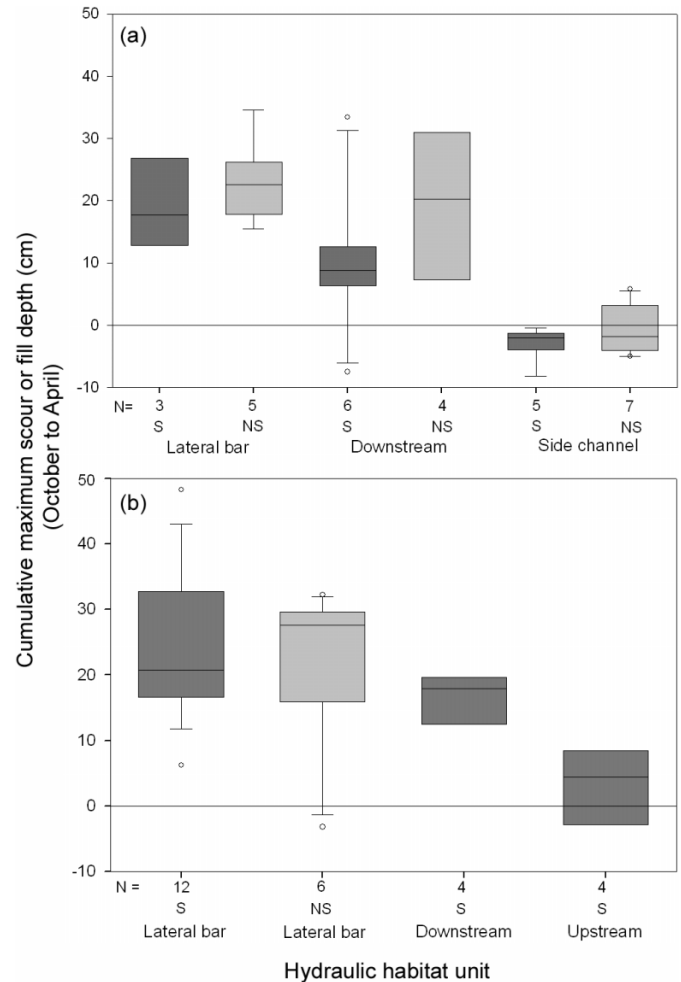 Cumulative maximum scour or fill depth (cm)
(October to April)
(a)
50
40
30
20
10
0
-10
N= 3 5 6 4 5 7
S NS S NS S NS
Lateral bar Downstream Side channel
(b)
50
40
30
20
10
0
-10
N = 12 6 4 4
S NS S S
Lateral bar Lateral bar Downstream Upstream
Hydraulic habitat unit